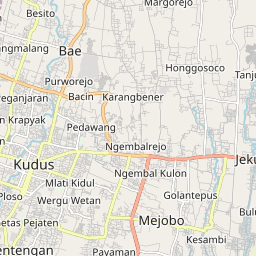 Margorejo
Besito
ngmalang
Bae
Honggosoco
Tanju
Purworejo
eganjaran
Bacin
Karangbener
n Krapyak
Pedawang
Ngembalrejo
Kudus
Jeku
Mlati Kidul
Ngembal Kulon
Ploso
Wergu Wetan
Golantepus
etas Pejaten
Mejobo
Bulu
Kesambi
entengan
Payaman